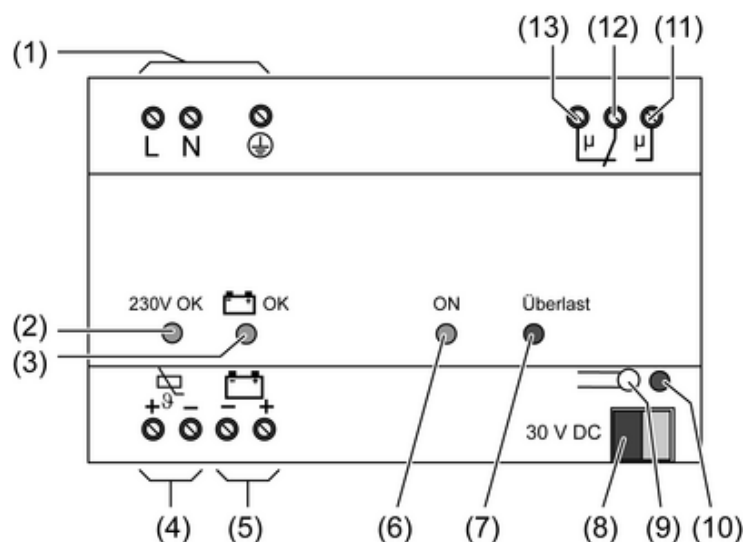 (13) (12) (11)
(1)
L N
µ µ
230V OK OK ON Überlast
(2)
(3)
+ ϑ − − +
30 V DC
(4) (5) (6) (7) (8) (9) (10)